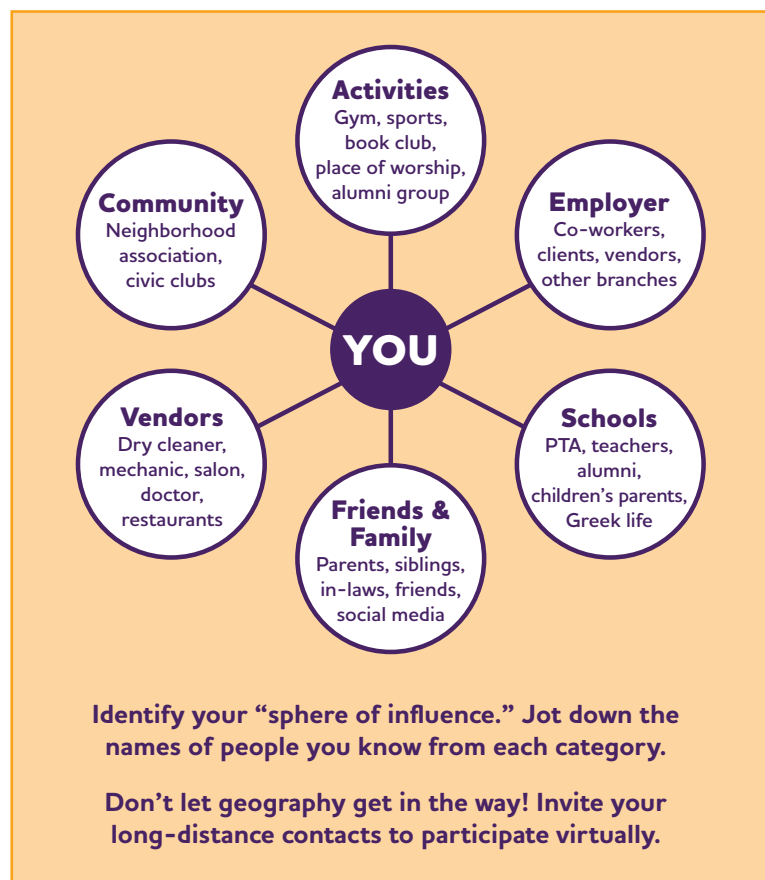 Activities
Gym, sports,
book club,
place of worship,
alumni group
Community
Neighborhood
association,
civic clubs
Employer
Co-workers,
clients, vendors,
other branches
YOU
Vendors
Dry cleaner,
mechanic, salon,
doctor,
restaurants
Schools
PTA, teachers,
alumni,
children’s parents,
Greek life
Friends &
Family
Parents, siblings,
in-laws, friends,
social media
Identify your “sphere of influence.” Jot down the
names of people you know from each category.
Don’t let geography get in the way! Invite your
long-distance contacts to participate virtually.